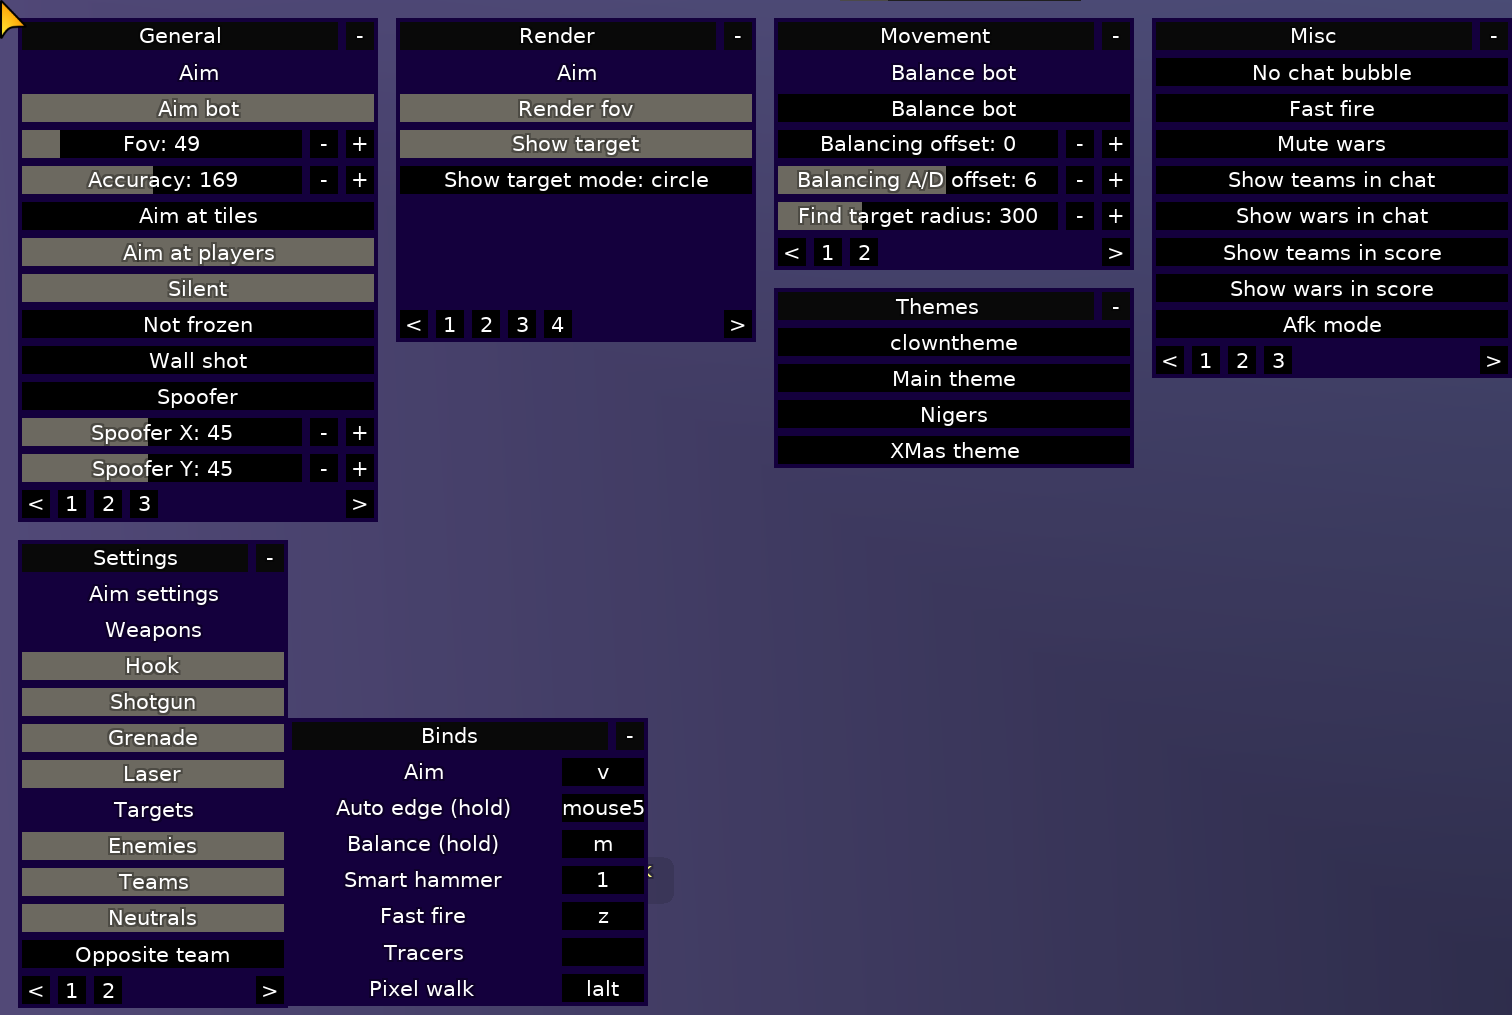 General -
Aim
Aim bot
Fov: 49 - +
Accuracy: 169 - +
Aim at tiles
Aim at players
Silent
Not frozen
Wall shot
Spoofer
Spoofer X: 45 - +
Spoofer Y: 45 - +
< 1 2 3 >
Render -
Aim
Render fov
Show target
Show target mode: circle
< 1 2 3 4 >
Movement -
Balance bot
Balance bot
Balancing offset: 0 - +
Balancing A/D offset: 6 - +
Find target radius: 300 - +
< 1 2 >
Themes -
clowntheme
Main theme
Nigers
XMas theme
Misc -
No chat bubble
Fast fire
Mute wars
Show teams in chat
Show wars in chat
Show teams in score
Show wars in score
Afk mode
< 1 2 3 >
Settings -
Aim settings
Weapons
Hook
Shotgun
Grenade
Laser
Targets
Enemies
Teams
Neutrals
Opposite team
< 1 2 >
Binds -
Aim v
Auto edge (hold) mouse5
Balance (hold) m
Smart hammer 1
Fast fire z
Tracers
Pixel walk lalt